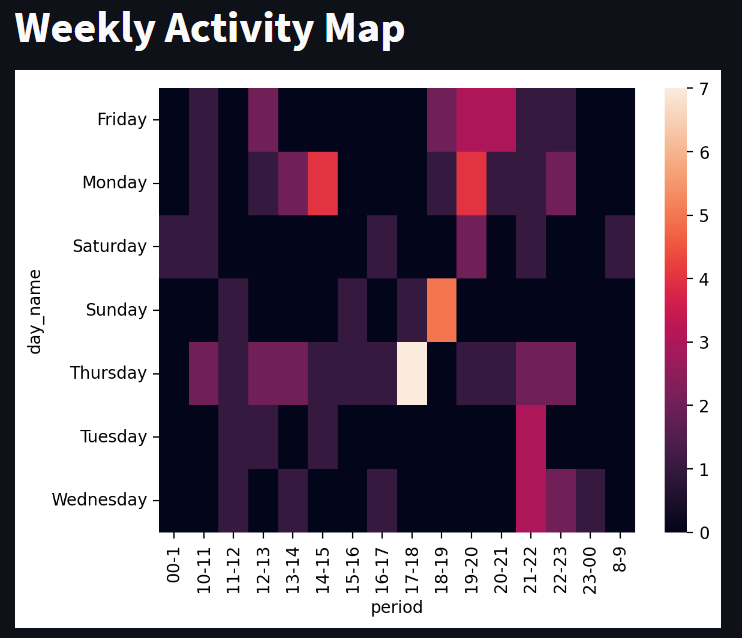 Weekly Activity Map
day_name
Friday
Monday
Saturday
Sunday
Thursday
Tuesday
Wednesday
00-1
10-11
11-12
12-13
13-14
14-15
15-16
16-17
17-18
18-19
19-20
20-21
21-22
22-23
23-00
8-9
period
7
6
5
4
3
2
1
0